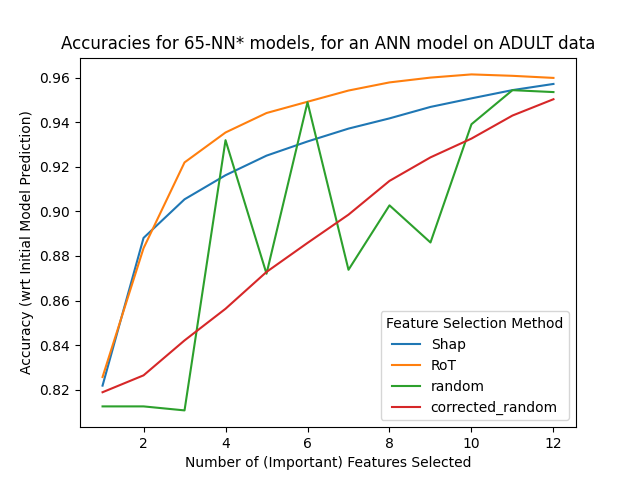 Accuracies for 65-NN* models, for an ANN model on ADULT data
Accuracy (wrt Initial Model Prediction)
0.96
0.94
0.92
0.90
0.88
0.86
0.84
0.82
Feature Selection Method
Shap
RoT
random
corrected_random
2 4 6 8 10 12
Number of (Important) Features Selected